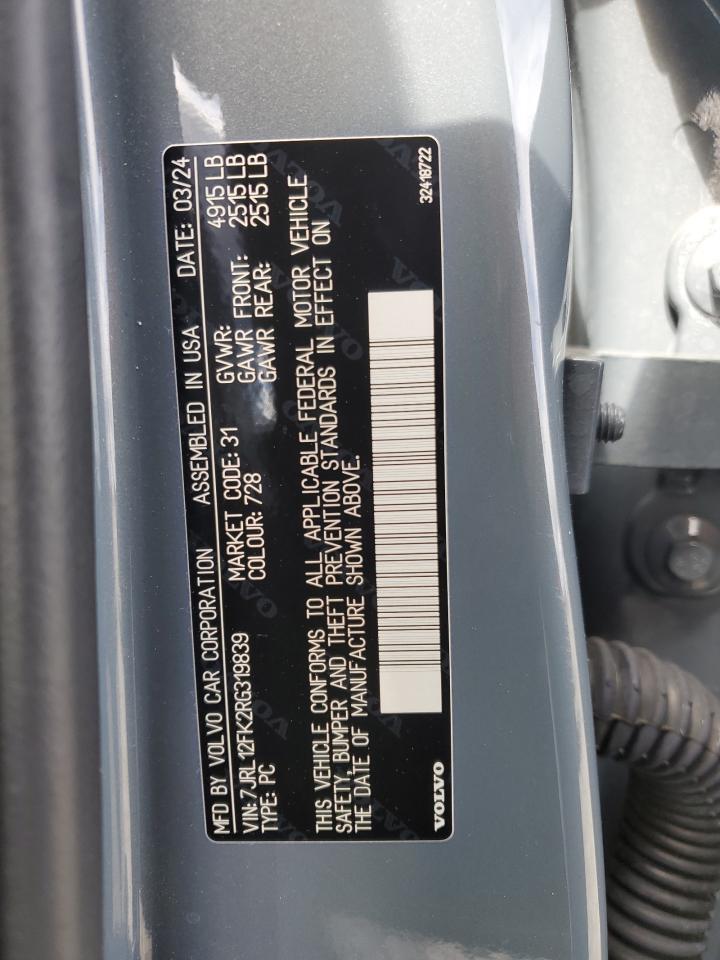 MFD BY VOLVO CAR CORPORATION ASSEMBLED IN USA DATE: 03/24
VIN: 7JRL12FK2RG319839 MARKET CODE: 31 GVWR: 4915 LB
TYPE: PC COLOUR: 728 GAWR FRONT: 2515 LB
GAWR REAR: 2515 LB
THIS VEHICLE CONFORMS TO ALL APPLICABLE FEDERAL MOTOR VEHICLE
SAFETY, BUMPER AND THEFT PREVENTION STANDARDS IN EFFECT ON
THE DATE OF MANUFACTURE SHOWN ABOVE.
VOLVO 32418722